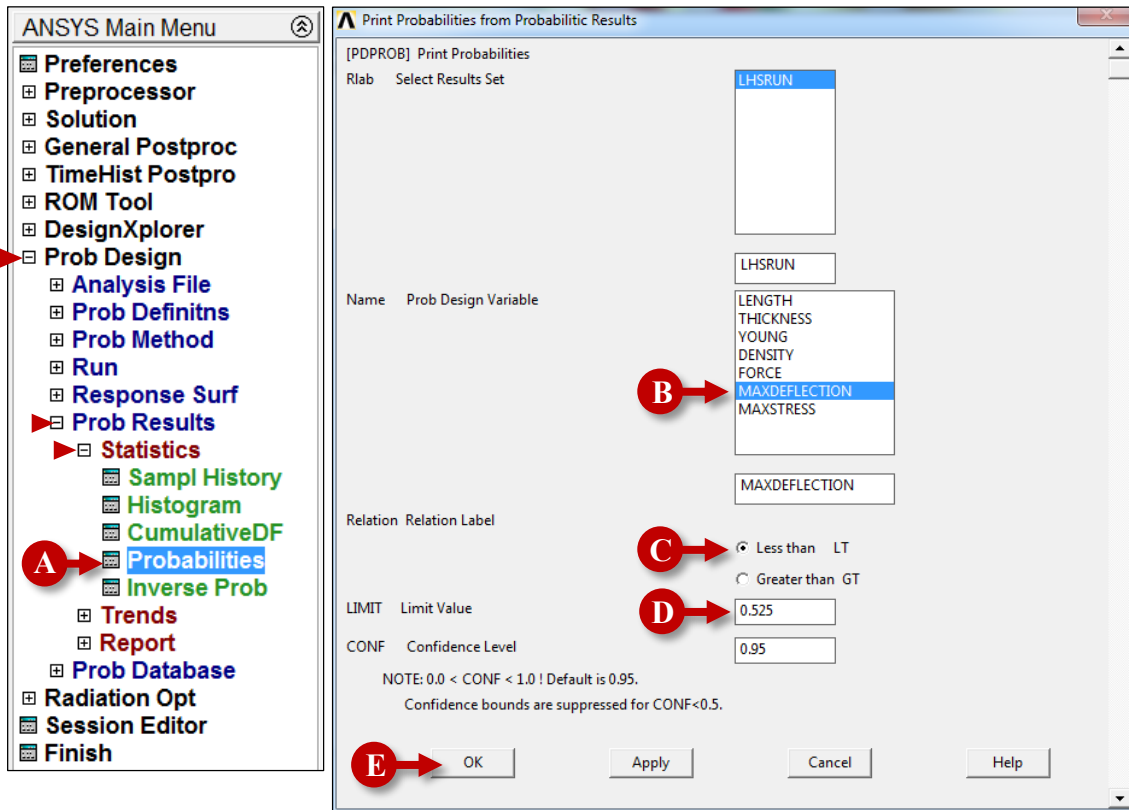 ANSYS Main Menu
Preferences
Preprocessor
Solution
General Postproc
TimeHist Postpro
ROM Tool
DesignXplorer
Prob Design
Analysis File
Prob Definitns
Prob Method
Run
Response Surf
Prob Results
Statistics
Sampl History
Histogram
CumulativeDF
A Probabilities
Inverse Prob
Trends
Report
Prob Database
Radiation Opt
Session Editor
Finish
Print Probabilities from Probabilitic Results
[PDPROB] Print Probabilities
Rlab Select Results Set LHSRUN
LHSRUN
Name Prob Design Variable LENGTH
THICKNESS
YOUNG
DENSITY
FORCE
B MAXDEFLECTION
MAXSTRESS
MAXDEFLECTION
Relation Relation Label
C Less than LT
Greater than GT
LIMIT Limit Value D 0.525
CONF Confidence Level 0.95
NOTE: 0.0 < CONF < 1.0 ! Default is 0.95.
Confidence bounds are suppressed for CONF<0.5.
E OK Apply Cancel Help